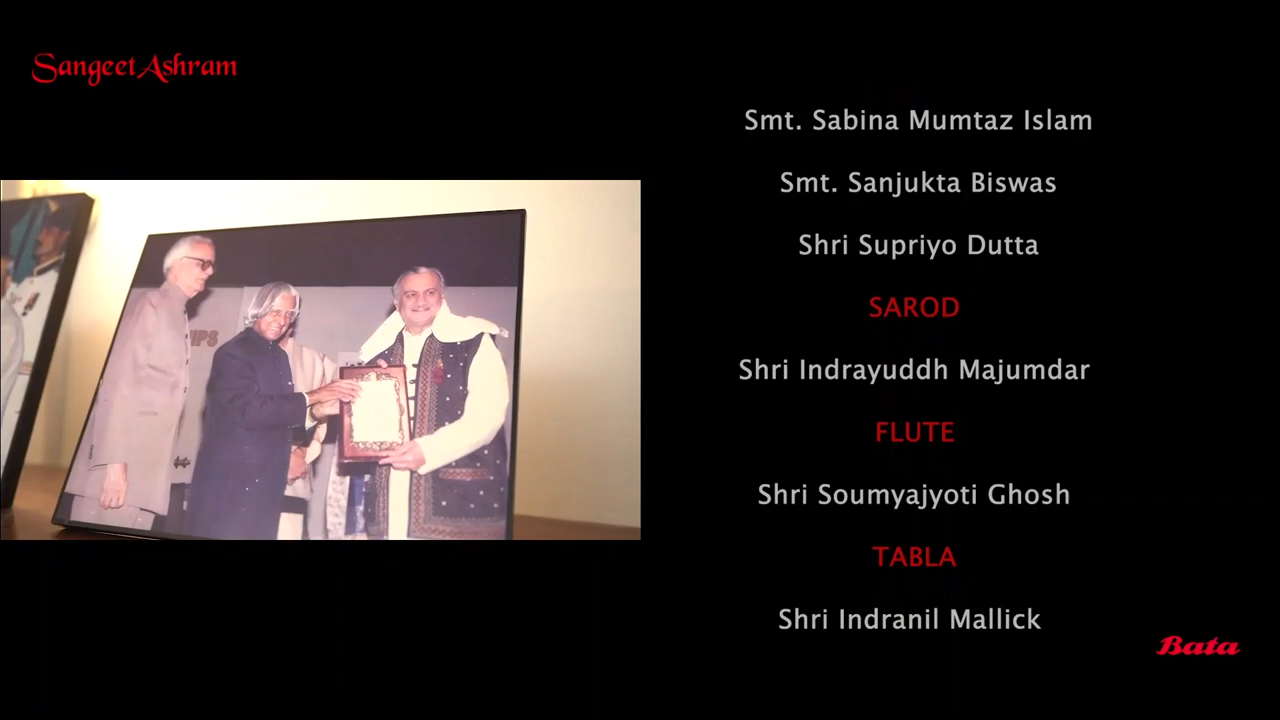 Sangeet Ashram
Smt. Sabina Mumtaz Islam
Smt. Sanjukta Biswas
Shri Supriyo Dutta
SAROD
Shri Indrayuddh Majumdar
FLUTE
Shri Soumyajyoti Ghosh
TABLA
Shri Indranil Mallick
Bata